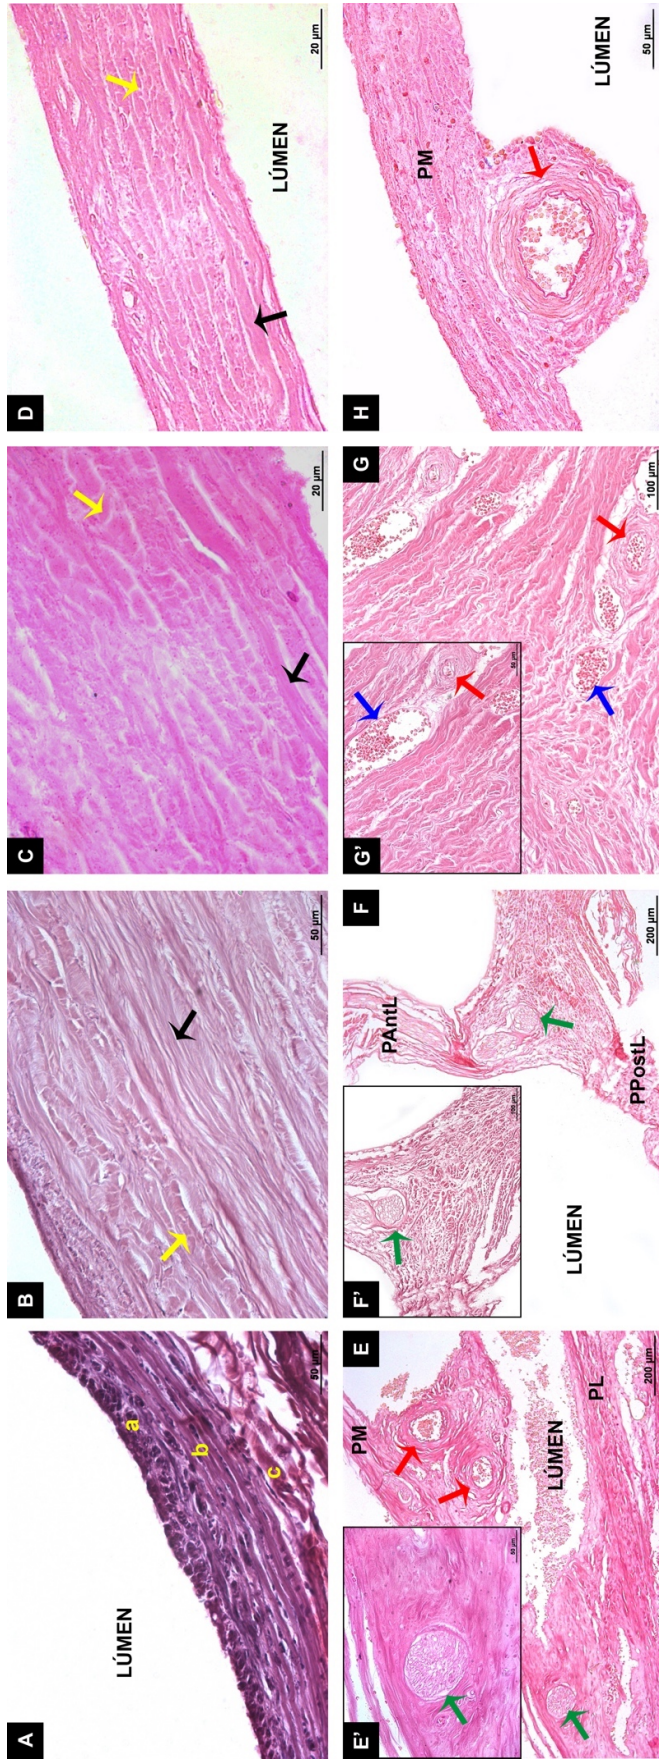 A
LÚMEN
a
b
c
50 µm
B
50 µm
C
20 µm
D
LÚMEN
20 µm
E'
50 µm
E
PM
LÚMEN
PL
200 µm
F'
100 µm
F
PAntL
LÚMEN
PPostL
200 µm
G'
50 µm
G
100 µm
H
PM
LÚMEN
50 µm